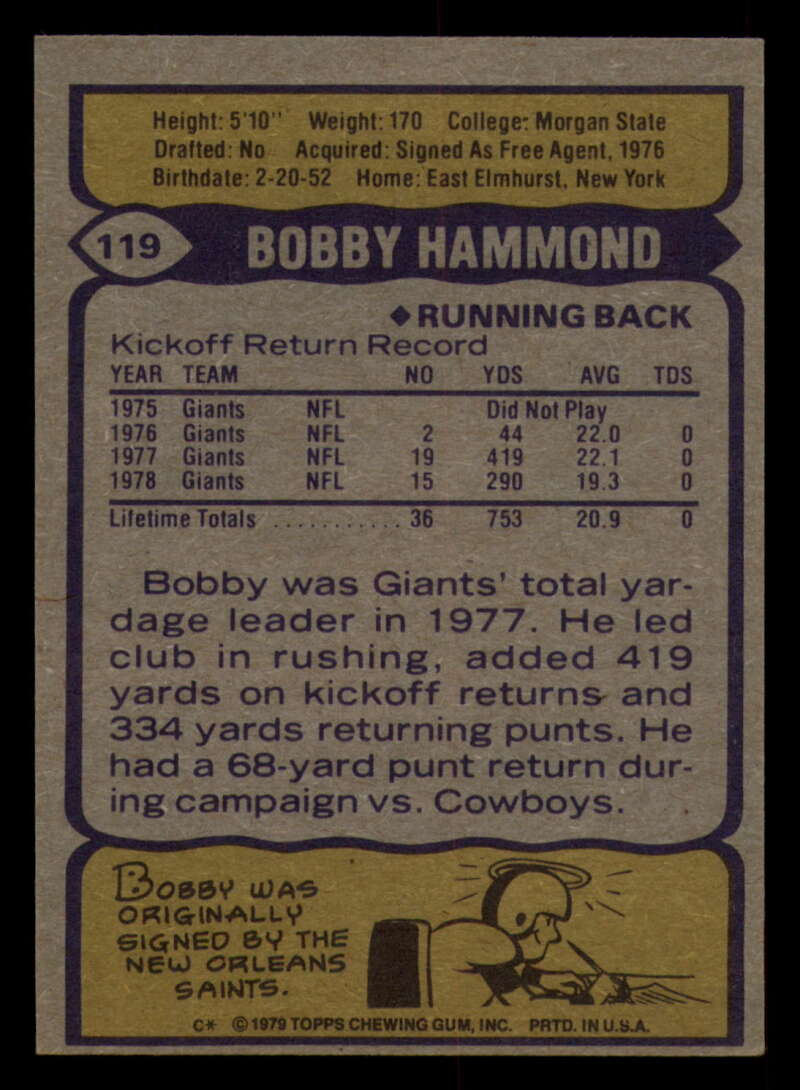 Height: 5'10" Weight: 170 College: Morgan State
Drafted: No Acquired: Signed As Free Agent, 1976
Birthdate: 2-20-52 Home: East Elmhurst, New York
119 BOBBY HAMMOND
◆RUNNING BACK
Kickoff Return Record
YEAR TEAM NO YDS AVG TDS
1975 Giants NFL Did Not Play
1976 Giants NFL 2 44 22.0 0
1977 Giants NFL 19 419 22.1 0
1978 Giants NFL 15 290 19.3 0
Lifetime Totals ........... 36 753 20.9 0
Bobby was Giants' total yar-
dage leader in 1977. He led
club in rushing, added 419
yards on kickoff returns and
334 yards returning punts. He
had a 68-yard punt return dur-
ing campaign vs. Cowboys.
BOBBY WAS
ORIGINALLY
SIGNED BY THE
NEW ORLEANS
SAINTS.
C* © 1979 TOPPS CHEWING GUM, INC. PRTD. IN U.S.A.